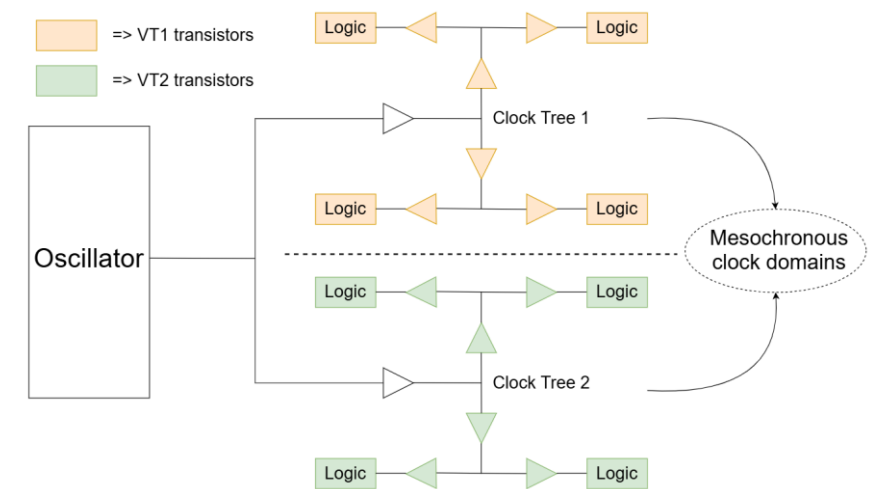 => VT1 transistors
=> VT2 transistors
Logic
Logic
Clock Tree 1
Logic
Logic
Oscillator
Mesochronous
clock domains
Logic
Logic
Clock Tree 2
Logic
Logic